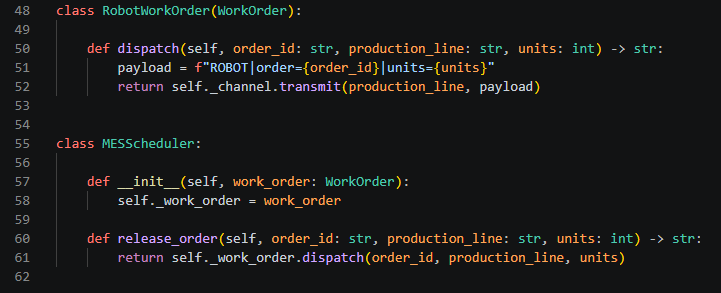 48 class RobotWorkOrder(WorkOrder):
49
50     def dispatch(self, order_id: str, production_line: str, units: int) -> str:
51         payload = f"ROBOT|order={order_id}|units={units}"
52         return self._channel.transmit(production_line, payload)
53
54
55 class MESScheduler:
56
57     def __init__(self, work_order: WorkOrder):
58         self._work_order = work_order
59
60     def release_order(self, order_id: str, production_line: str, units: int) -> str:
61         return self._work_order.dispatch(order_id, production_line, units)
62